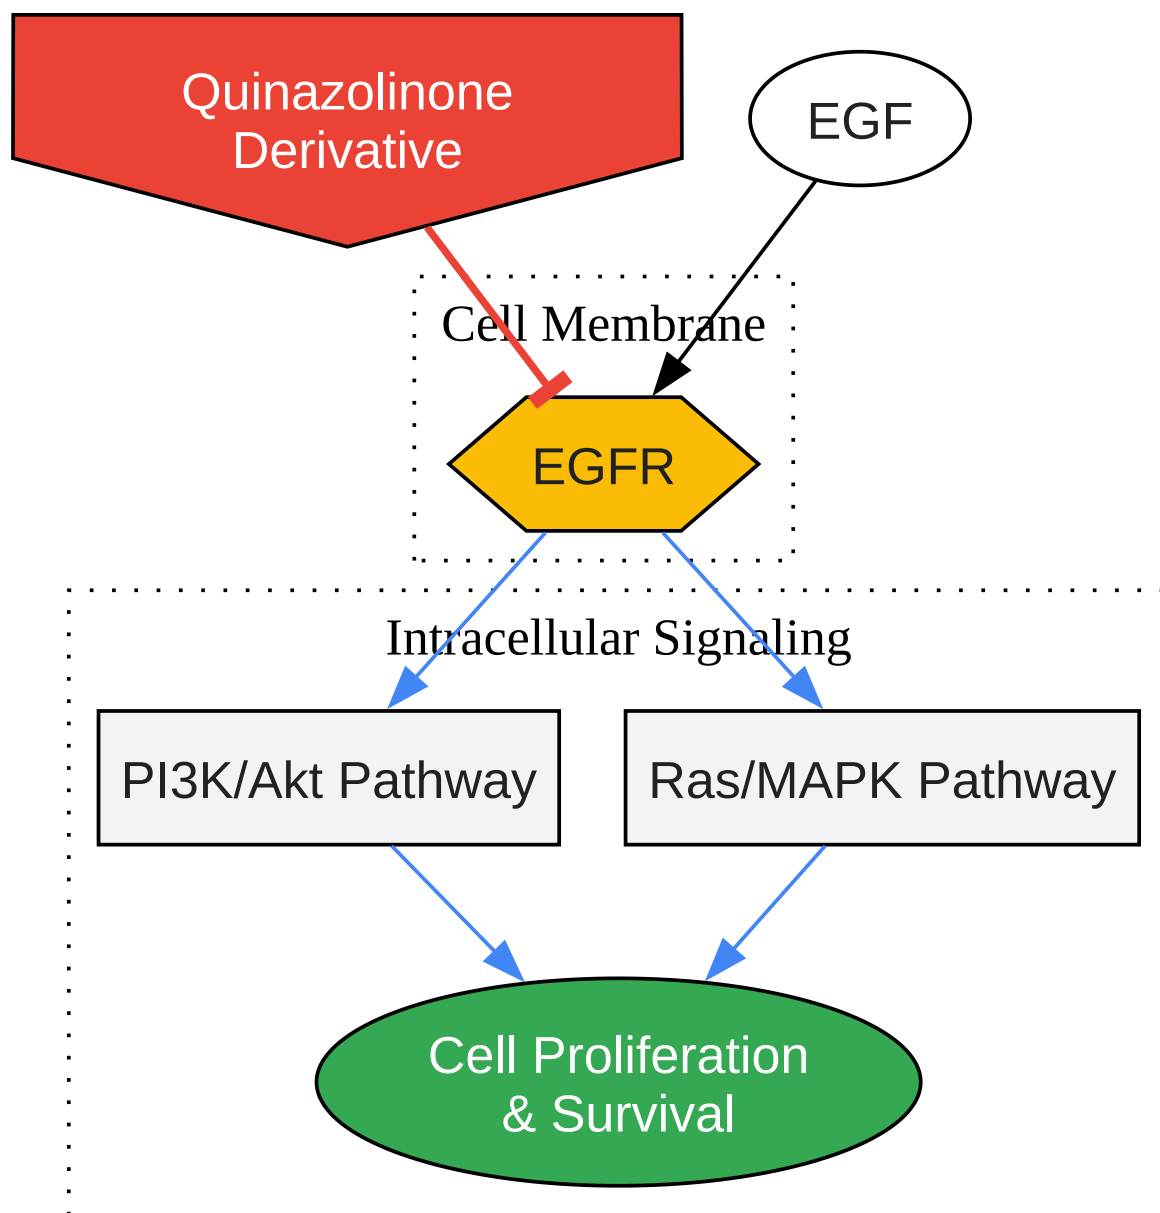 Quinazolinone
Derivative
EGF
Cell Membrane
EGFR
Intracellular Signaling
PI3K/Akt Pathway
Ras/MAPK Pathway
Cell Proliferation
& Survival